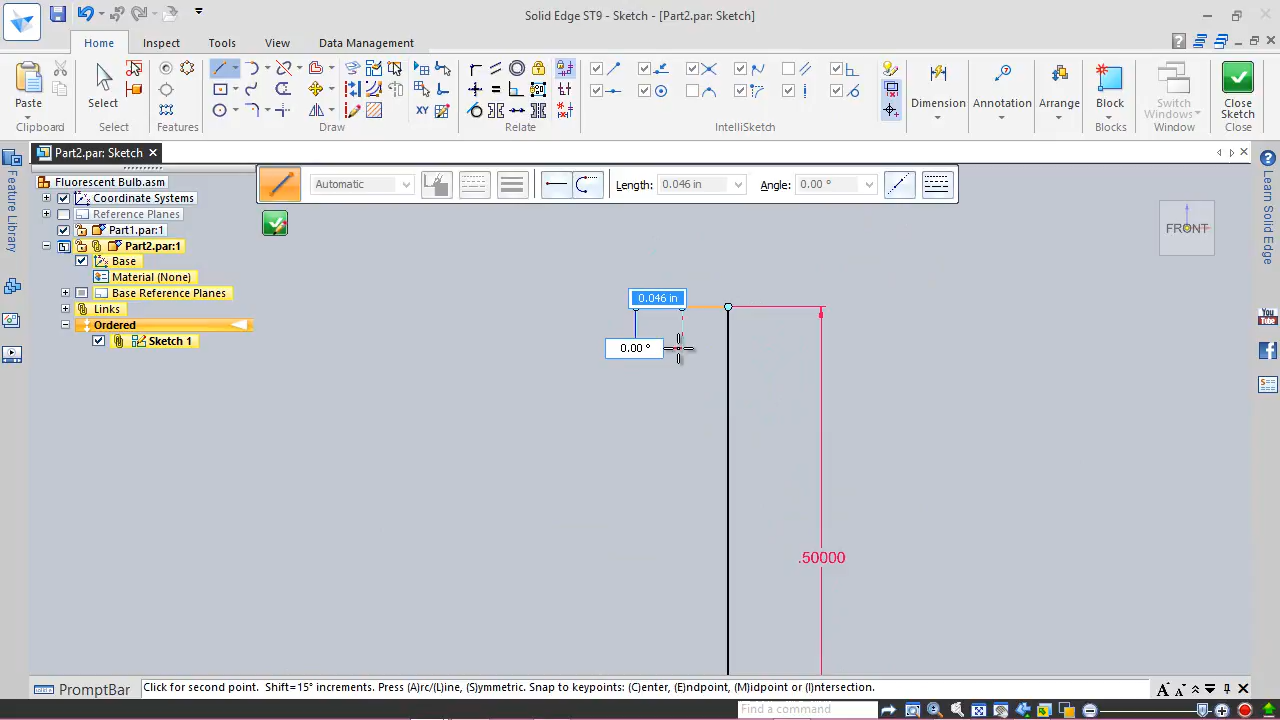 Solid Edge ST9 - Sketch - [Part2.par: Sketch]
Home
Inspect
Tools
View
Data Management
Paste
Select
Dimension
Annotation
Arrange
Block
Switch Windows
Close Sketch
Clipboard
Select
Features
Draw
Relate
IntelliSketch
Blocks
Window
Close
Part2.par: Sketch
Fluorescent Bulb.asm
Coordinate Systems
Reference Planes
Part1.par:1
Part2.par:1
Base
Material (None)
Base Reference Planes
Links
Ordered
Sketch 1
Automatic
Length:
0.046 in
Angle:
0.00 °
FRONT
0.046 in
0.00 °
.50000
Feature Library
Learn Solid Edge
You Tube
PromptBar
Click for second point. Shift=15° increments. Press (A)rc/(L)ine, (S)ymmetric. Snap to keypoints: (C)enter, (E)ndpoint, (M)idpoint or (I)ntersection.
Find a command